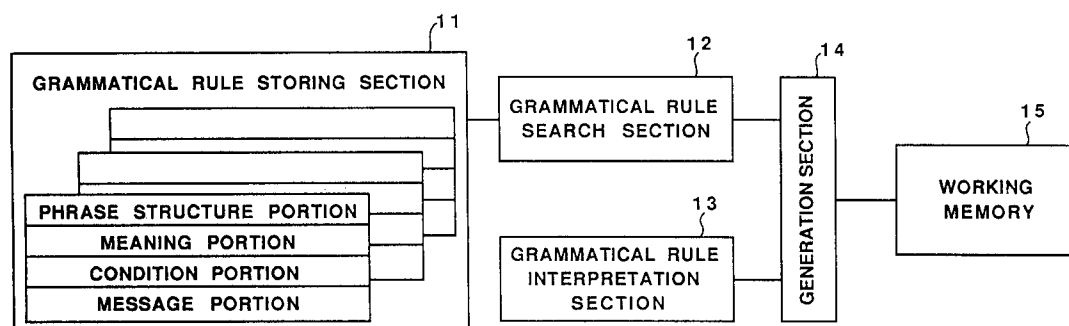 11
GRAMMATICAL RULE STORING SECTION
PHRASE STRUCTURE PORTION
MEANING PORTION
CONDITION PORTION
MESSAGE PORTION
12
GRAMMATICAL RULE
SEARCH SECTION
13
GRAMMATICAL RULE
INTERPRETATION
SECTION
14
GENERATION SECTION
15
WORKING
MEMORY